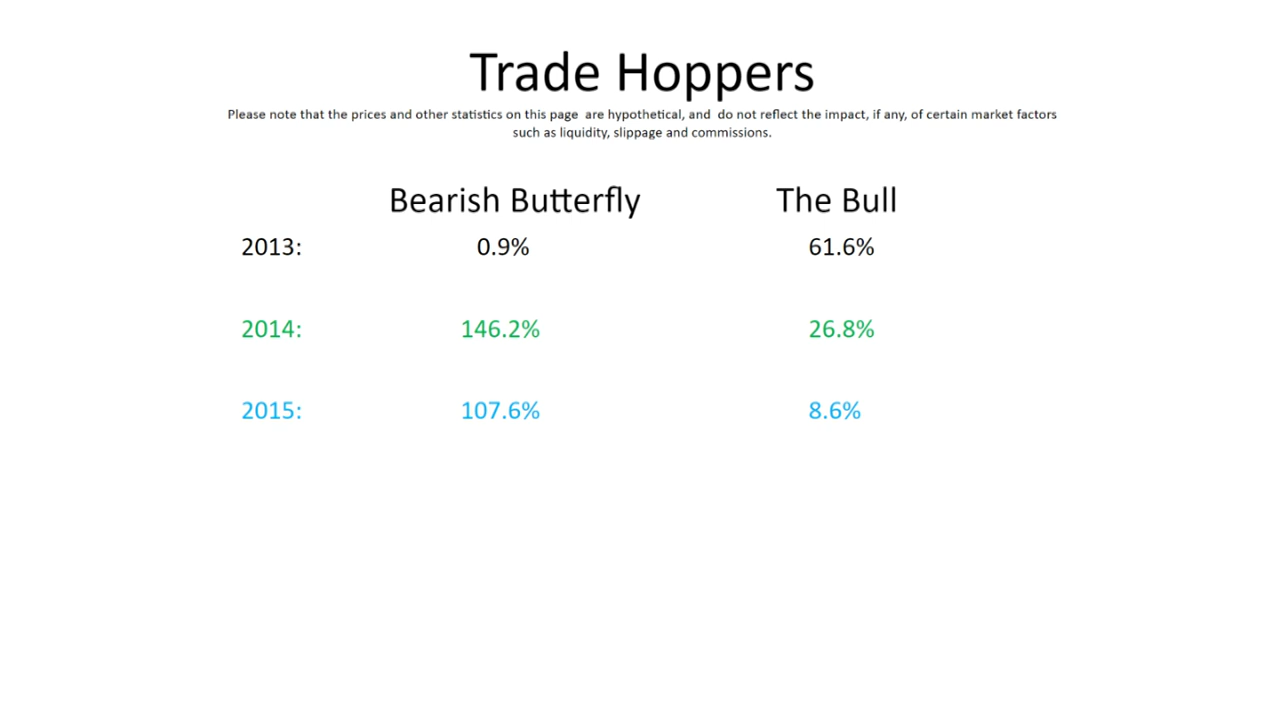 Trade Hoppers
Please note that the prices and other statistics on this page are hypothetical, and do not reflect the impact, if any, of certain market factors
such as liquidity, slippage and commissions.
Bearish Butterfly The Bull
2013: 0.9% 61.6%
2014: 146.2% 26.8%
2015: 107.6% 8.6%